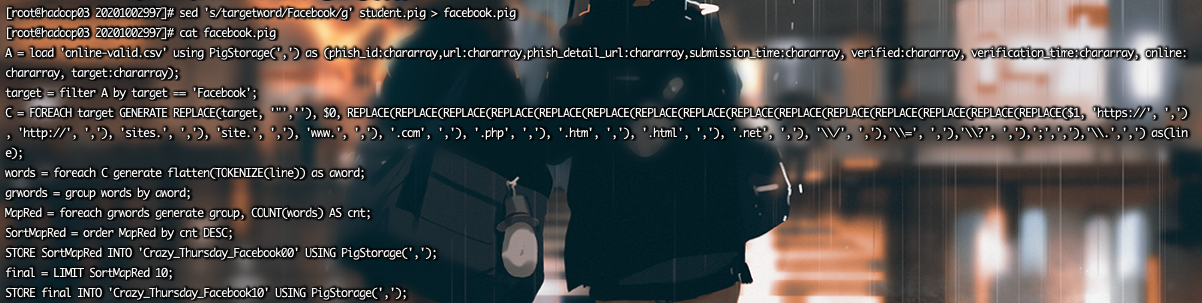 [root@hadoop03 20201002997]# sed 's/targetword/Facebook/g' student.pig > facebook.pig
[root@hadoop03 20201002997]# cat facebook.pig
A = load 'online-valid.csv' using PigStorage(',') as (phish_id:chararray,url:chararray,phish_detail_url:chararray,submission_time:chararray, verified:chararray, verification_time:chararray, online:
chararray, target:chararray);
target = filter A by target == 'Facebook';
C = FOREACH target GENERATE REPLACE(target, '"',''), $0, REPLACE(REPLACE(REPLACE(REPLACE(REPLACE(REPLACE(REPLACE(REPLACE(REPLACE(REPLACE(REPLACE(REPLACE(REPLACE(REPLACE(REPLACE($1, 'https://', ',')
, 'http://', ','), 'sites.', ','), 'site.', ','), 'www.', ','), '.com', ','), '.php', ','), '.htm', ','), '.html', ','), '.net', ','), '\\/', ','),'\\=', ','),'\\?', ','),';',','),'\\.',',') as(lin
e);
words = foreach C generate flatten(TOKENIZE(line)) as aword;
grwords = group words by aword;
MapRed = foreach grwords generate group, COUNT(words) AS cnt;
SortMapRed = order MapRed by cnt DESC;
STORE SortMapRed INTO 'Crazy_Thursday_Facebook00' USING PigStorage(',');
final = LIMIT SortMapRed 10;
STORE final INTO 'Crazy_Thursday_Facebook10' USING PigStorage(',');